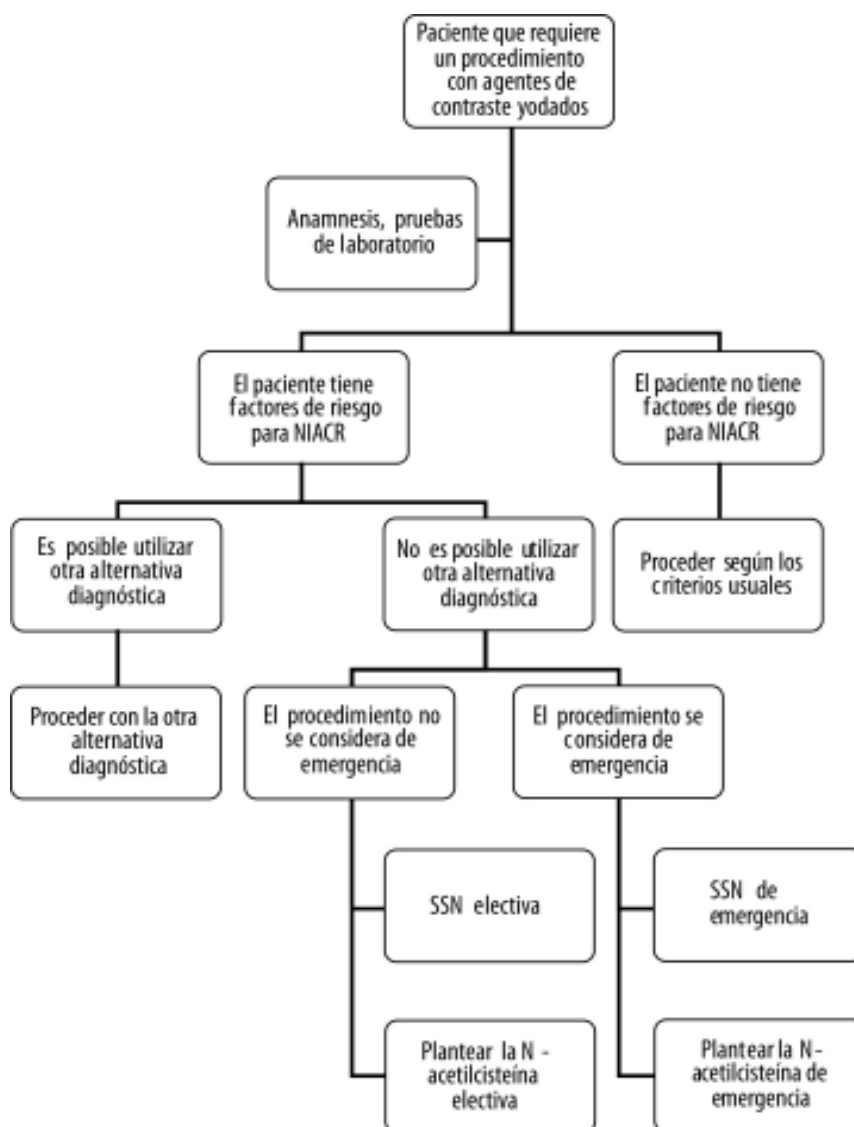 Paciente que requiere
un procedimiento
con agentes de
contraste yodados
Anamnesis, pruebas
de laboratorio
El paciente tiene
factores de riesgo
para NIACR
El paciente no tiene
factores de riesgo
para NIACR
Es posible utilizar
otra alternativa
diagnóstica
No es posible utilizar
otra alternativa
diagnóstica
Proceder según los
criterios usuales
Proceder con la otra
alternativa
diagnóstica
El procedimiento no
se considera de
emergencia
El procedimiento se
considera de
emergencia
SSN electiva
SSN de
emergencia
Plantear la N -
acetilcisteína
electiva
Plantear la N-
acetilcisteína de
emergencia